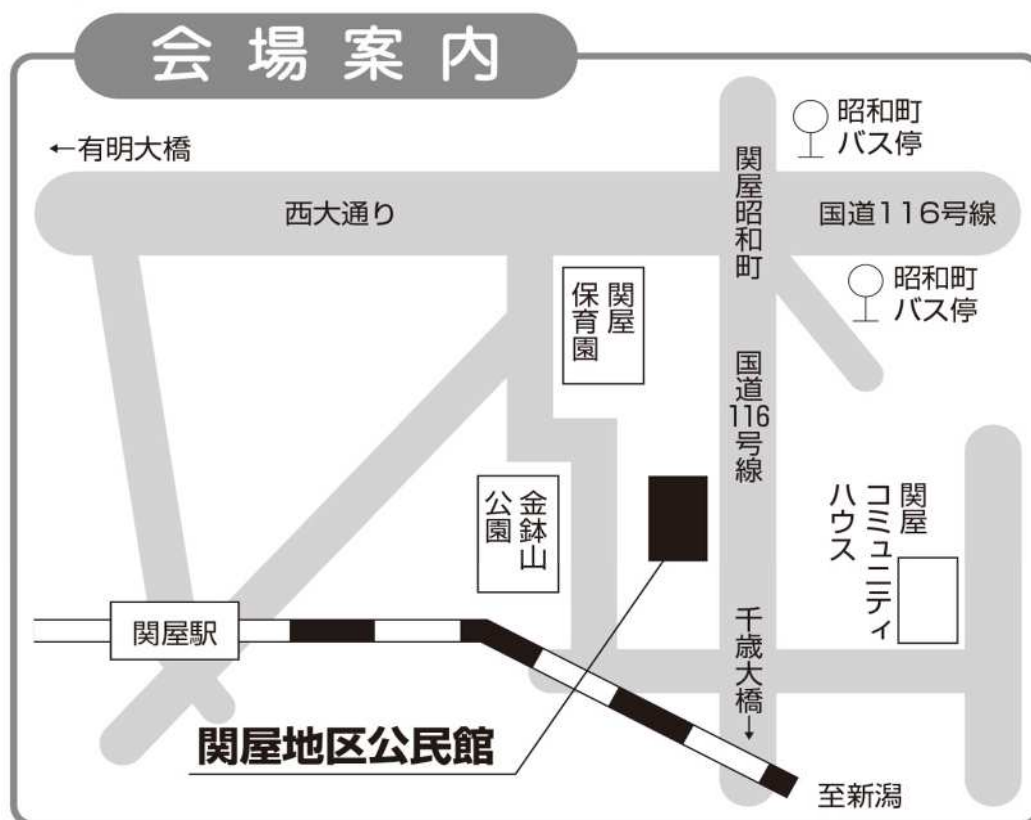 会場案内
←有明大橋
昭和町
バス停
西大通り
関屋昭和町
国道116号線
昭和町
バス停
関屋
保育園
国道116号線
金鉢山
公園
関屋
コミュニティ
ハウス
関屋駅
千歳大橋→
関屋地区公民館
至新潟